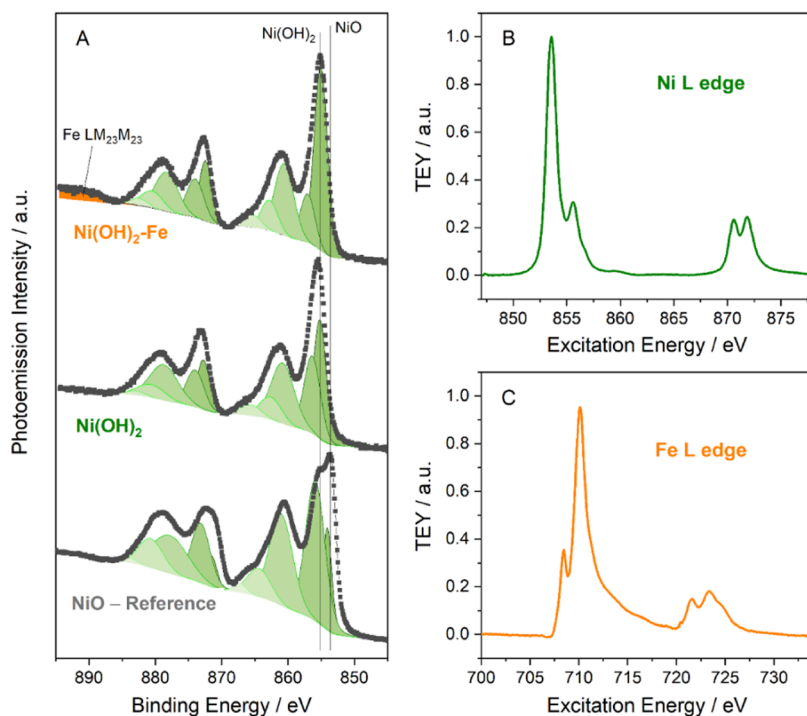 A
Ni(OH)₂
NiO
Fe LM₂₃M₂₃
Ni(OH)₂-Fe
Ni(OH)₂
NiO – Reference
Photoemission Intensity / a.u.
890 880 870 860 850
Binding Energy / eV
B
Ni L edge
TEY / a.u.
1.0
0.8
0.6
0.4
0.2
0.0
850 855 860 865 870 875
Excitation Energy / eV
C
Fe L edge
TEY / a.u.
1.0
0.8
0.6
0.4
0.2
0.0
700 705 710 715 720 725 730
Excitation Energy / eV